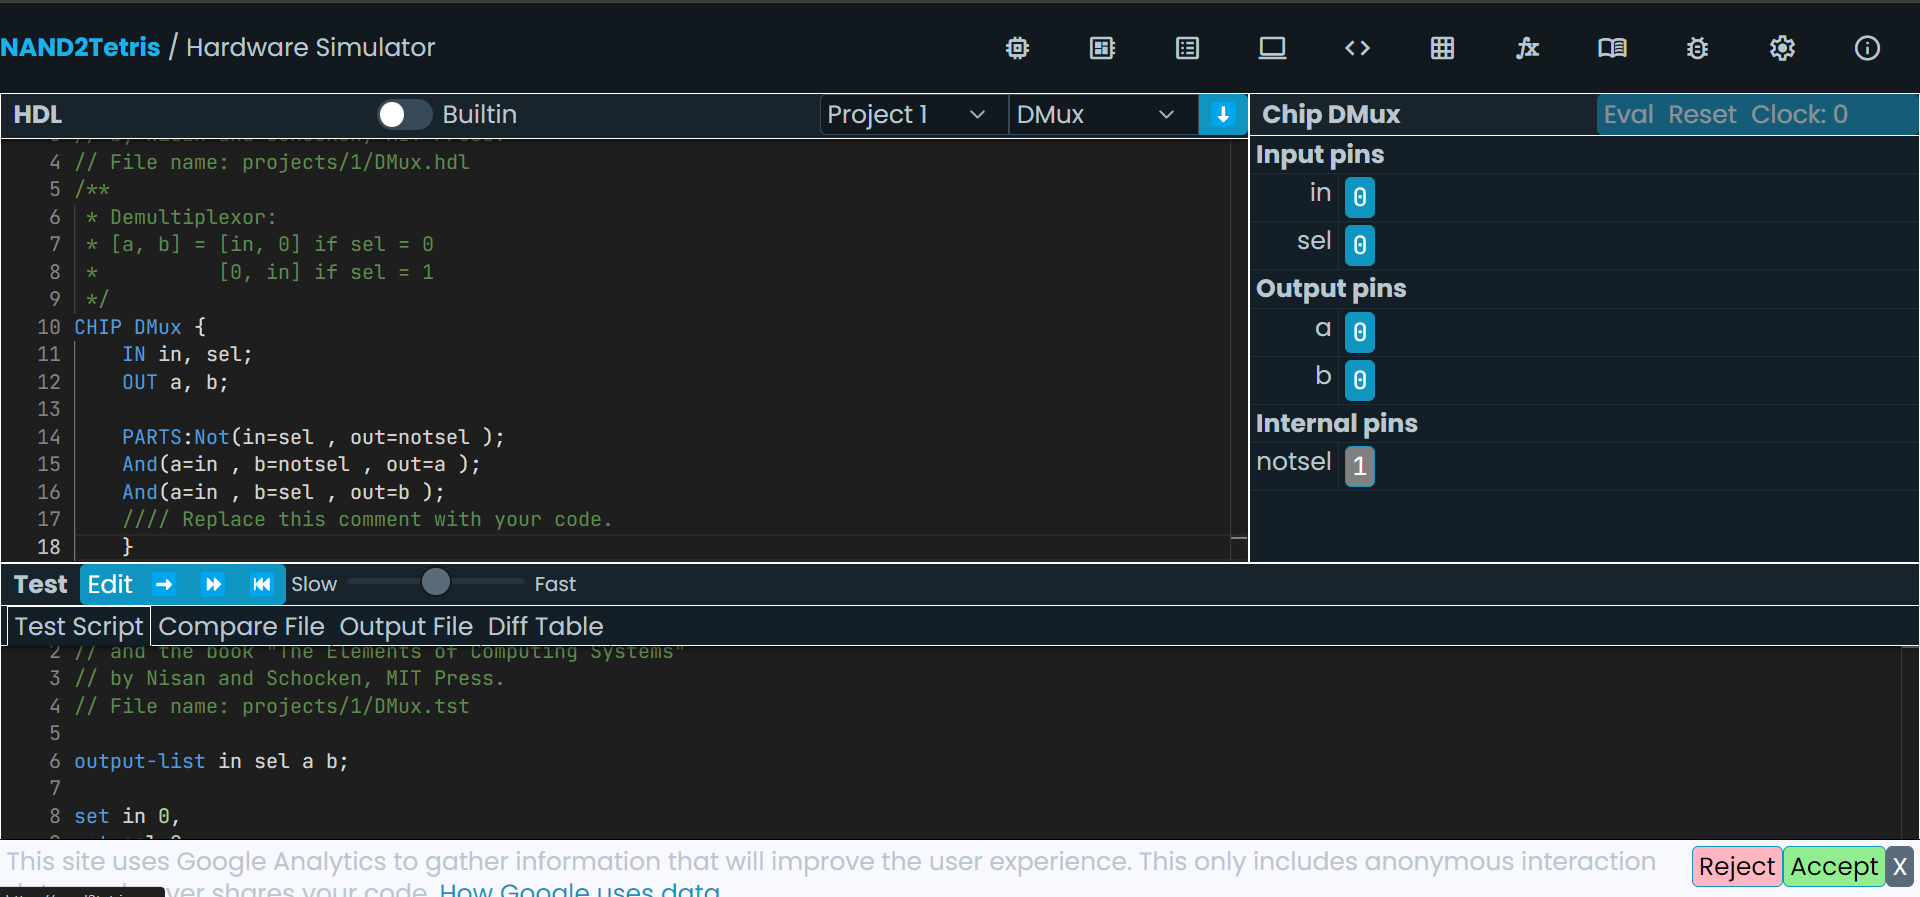 NAND2Tetris / Hardware Simulator
HDL Builtin Project 1 DMux
4 // File name: projects/1/DMux.hdl
5 /**
6 * Demultiplexor:
7 * [a, b] = [in, 0] if sel = 0
8 * [0, in] if sel = 1
9 */
10 CHIP DMux {
11 IN in, sel;
12 OUT a, b;
13
14 PARTS:Not(in=sel , out=notsel );
15 And(a=in , b=notsel , out=a );
16 And(a=in , b=sel , out=b );
17 //// Replace this comment with your code.
18 }
Chip DMux Eval Reset Clock: 0
Input pins
in 0
sel 0
Output pins
a 0
b 0
Internal pins
notsel 1
Test Edit Slow Fast
Test Script Compare File Output File Diff Table
2 // and the book "The Elements of Computing Systems"
3 // by Nisan and Schocken, MIT Press.
4 // File name: projects/1/DMux.tst
5
6 output-list in sel a b;
7
8 set in 0,
This site uses Google Analytics to gather information that will improve the user experience. This only includes anonymous interaction
shares your code. How Google uses data
Reject Accept X